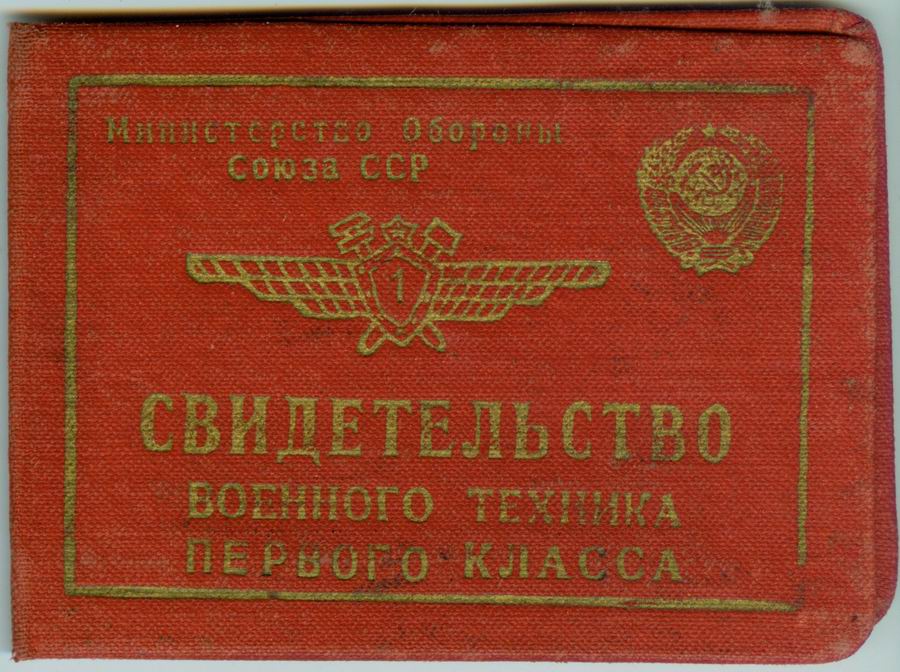 Министерство Обороны
Союза ССР
1
СВИДЕТЕЛЬСТВО
ВОЕННОГО ТЕХНИКА
ПЕРВОГО КЛАССА